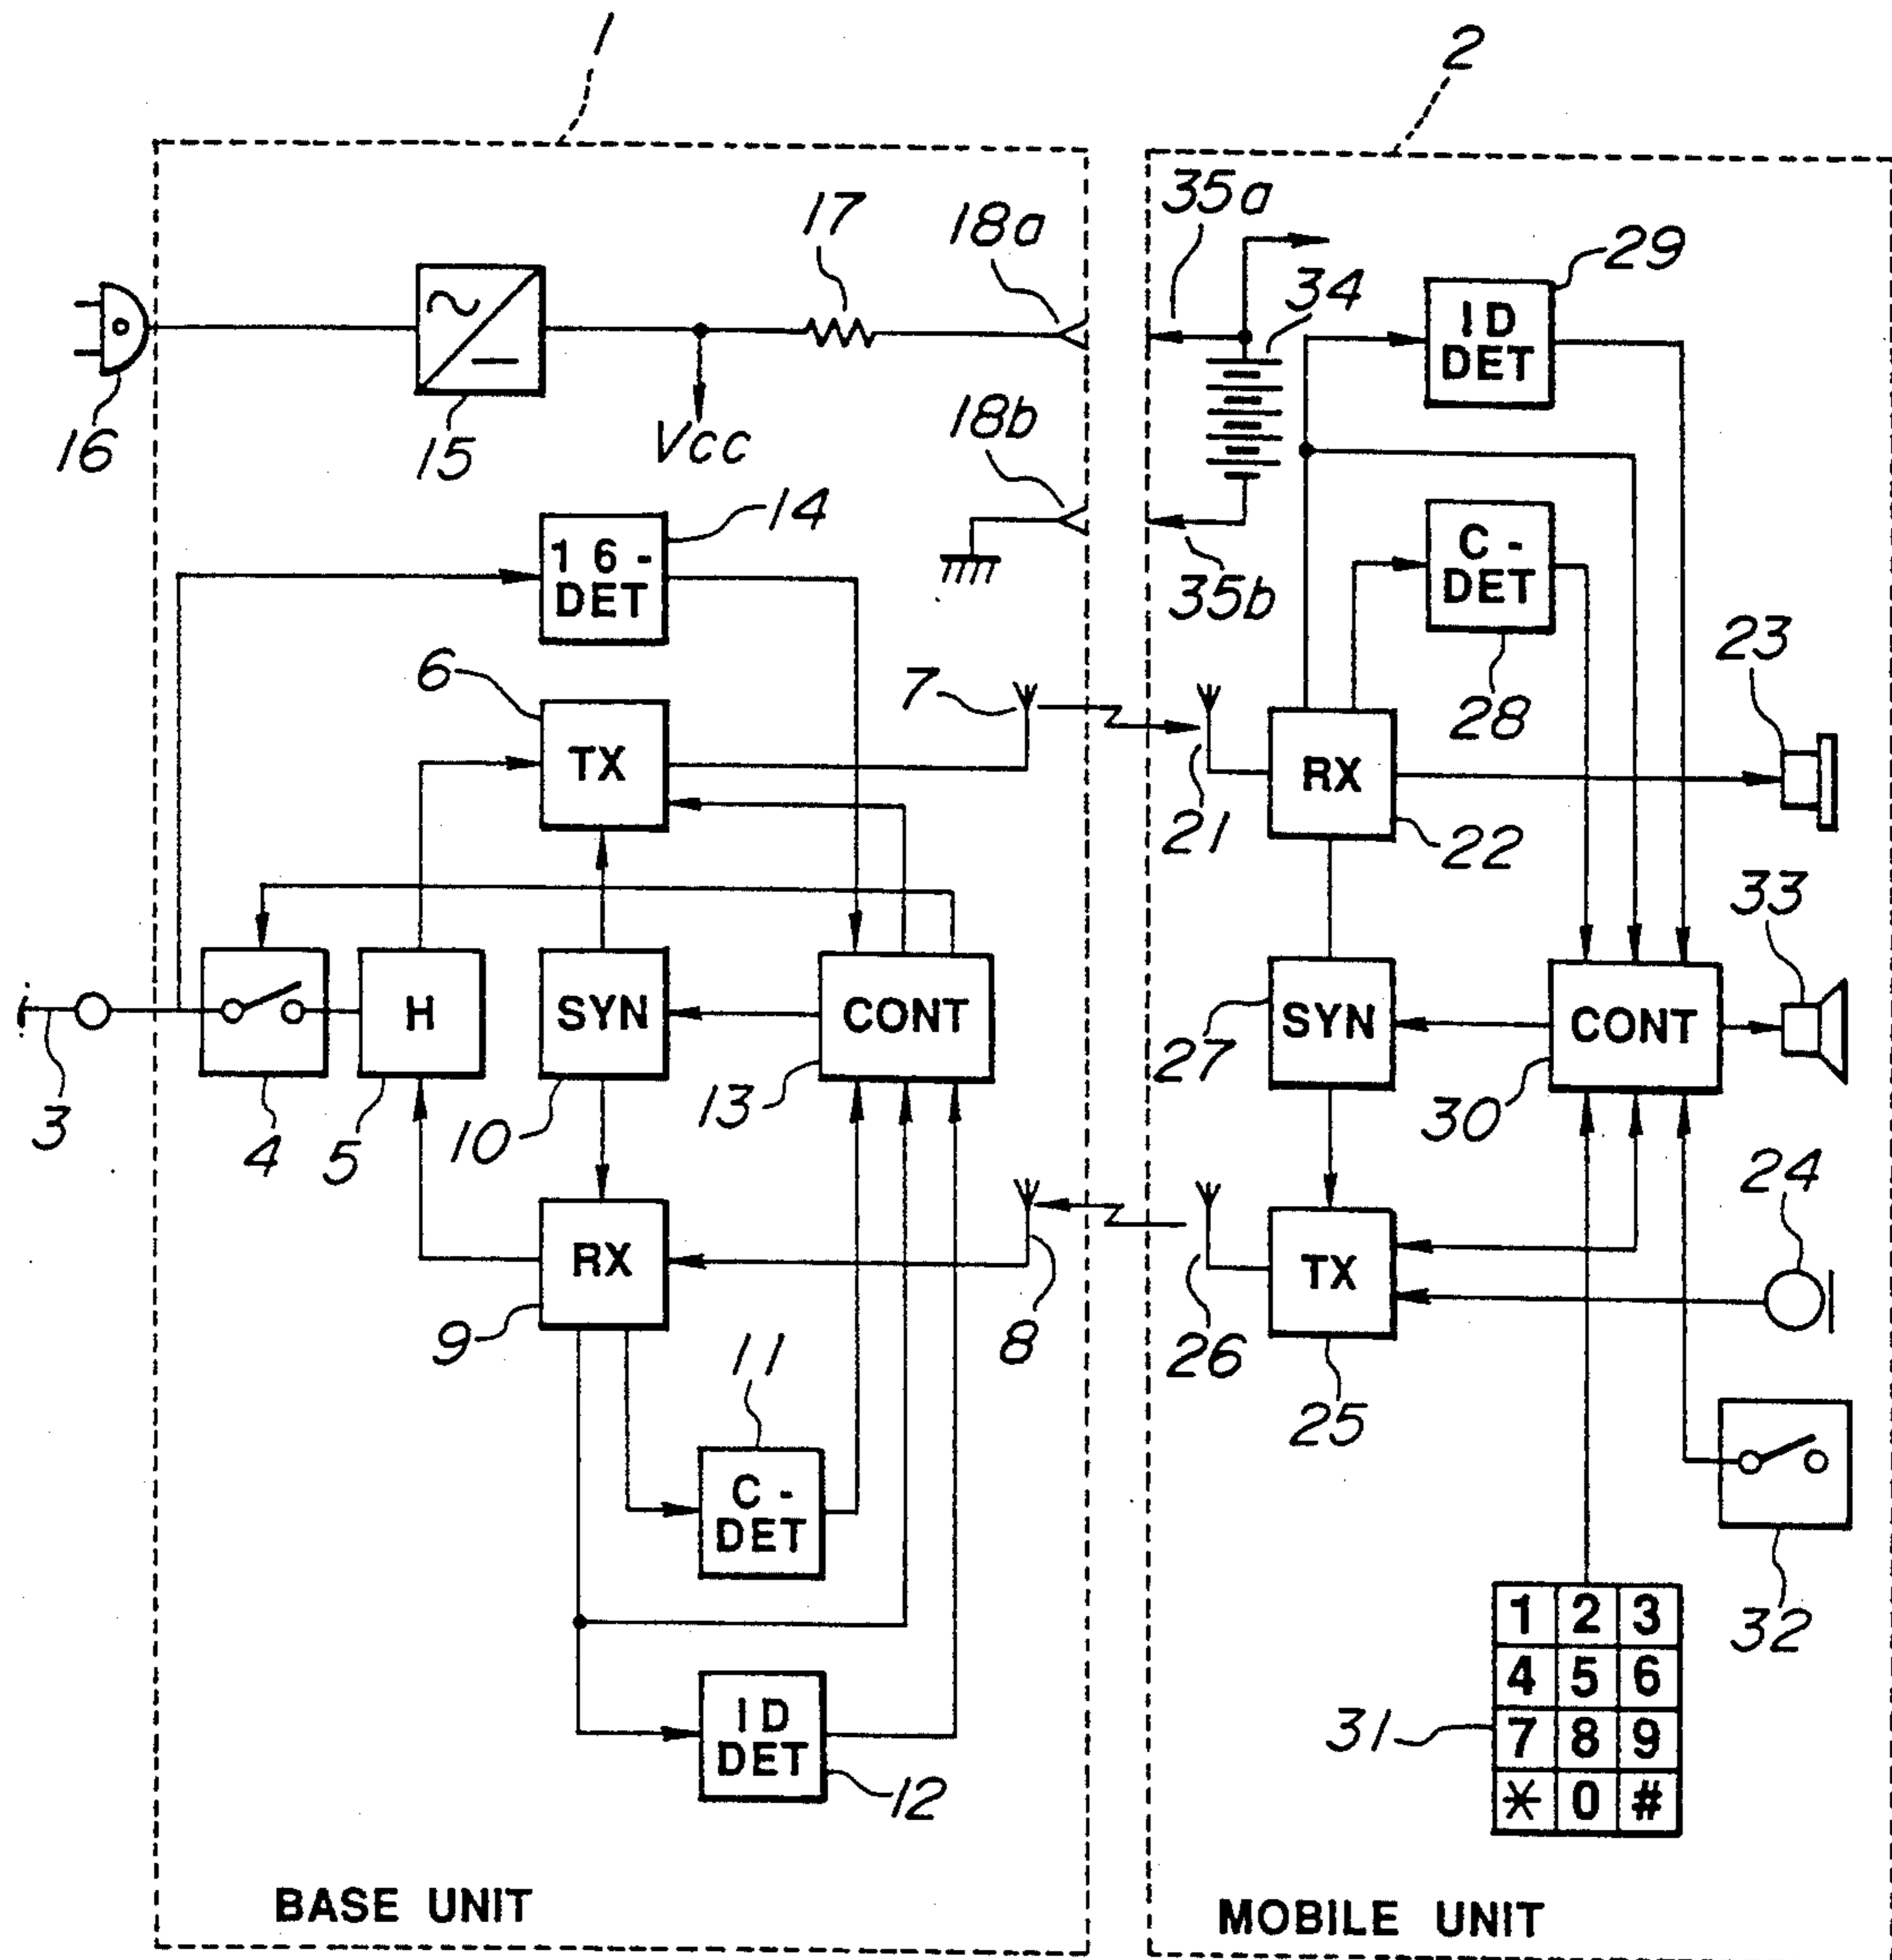 1
2
17
18a
35a
29
34
ID
DET
16
15
Vcc
18b
14
16-
DET
C-
DET
35b
23
6
7
28
TX
RX
21
22
33
H
SYN
CONT
SYN
CONT
27
3
4
5
10
13
30
24
RX
TX
9
11
8
26
25
C-
DET
32
1 2 3
4 5 6
7 8 9
* 0 #
31
ID
DET
12
BASE UNIT
MOBILE UNIT